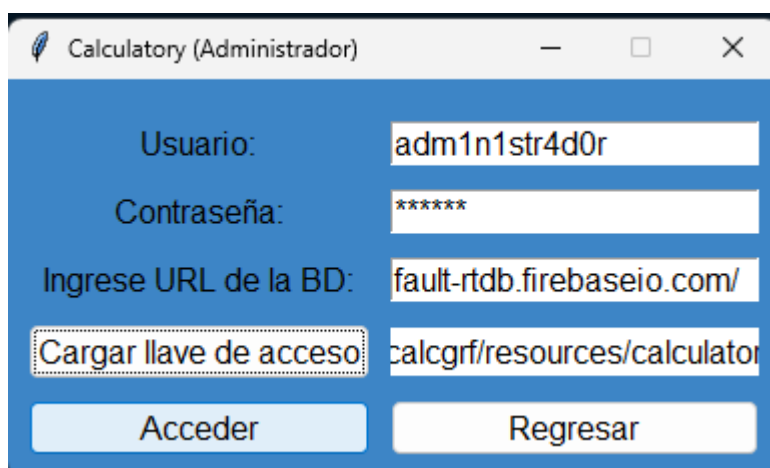 Calculatory (Administrador)
Usuario: adm1n1str4d0r
Contraseña: ******
Ingrese URL de la BD: fault-rtdb.firebaseio.com/
Cargar llave de acceso calcgrf/resources/calculator
Acceder Regresar